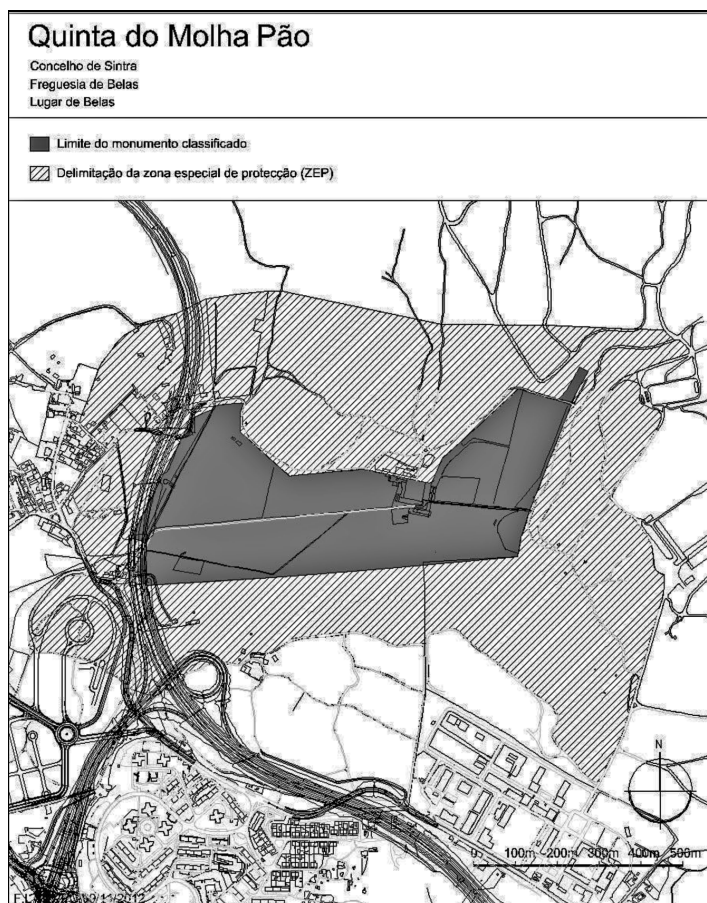 Quinta do Molha Pão
Concelho de Sintra
Freguesia de Belas
Lugar de Belas
Limite do monumento classificado
Delimitação da zona especial de protecção (ZEP)
N
0 100m 200m 300m 400m 500m